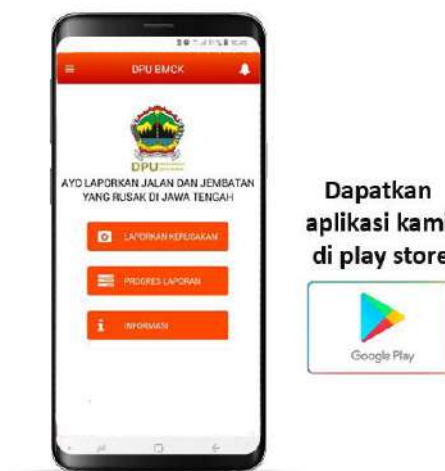 DPU BMCK
DPU
AYO LAPORKAN JALAN DAN JEMBATAN
YANG RUSAK DI JAWA TENGAH
LAPORKAN KERUSAKAN
PROGRES LAPORAN
INFORMASI
Dapatkan
aplikasi kami
di play store
Google Play